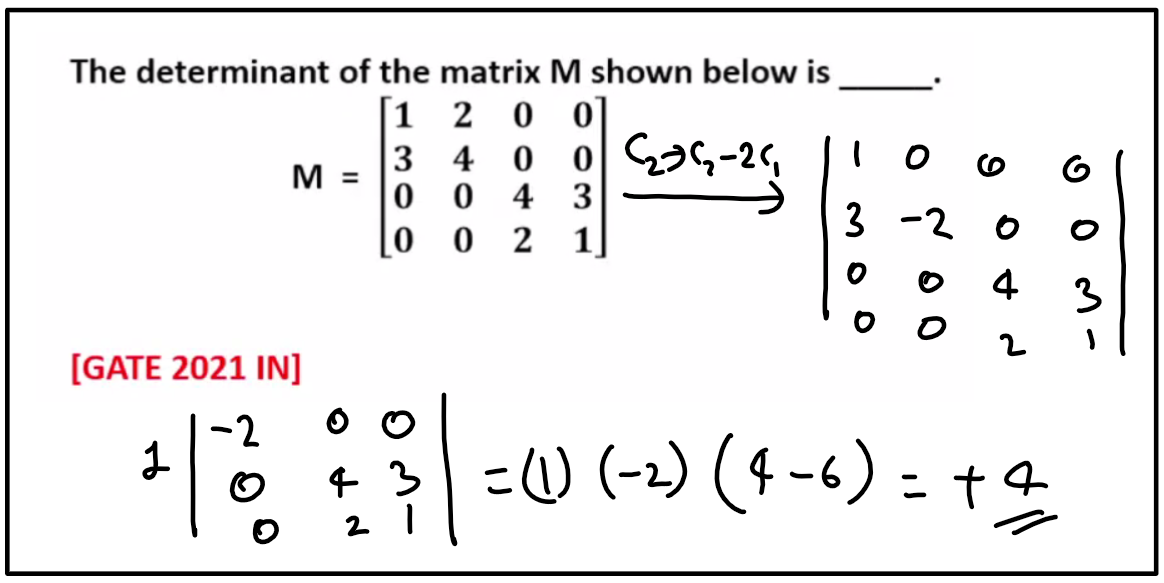 The determinant of the matrix M shown below is ______.
M = [1 2 0 0
3 4 0 0
0 0 4 3
0 0 2 1]
C₂→C₂-2C₁
| 1 0 0 0
3 -2 0 0
0 0 4 3
0 0 2 1 |
[GATE 2021 IN]
1 | -2 0 0
0 4 3
0 2 1 | = (1) (-2) (4-6) = +4